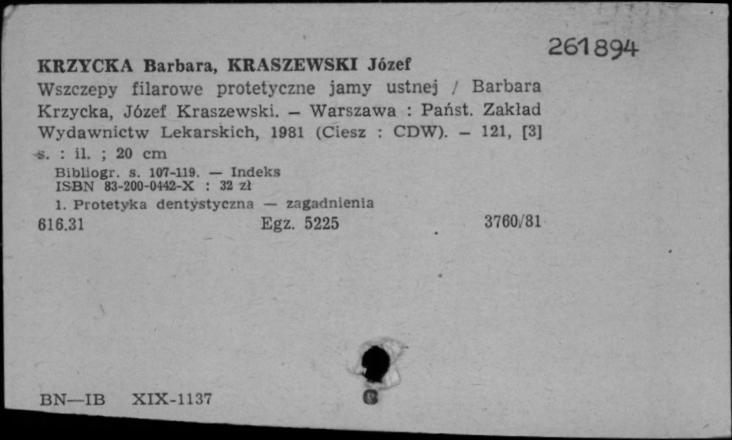 261894
KRZYCKA Barbara, KRASZEWSKI Józef
Wszczepy filarowe protetyczne jamy ustnej / Barbara
Krzycka, Józef Kraszewski. — Warszawa : Państ. Zakład
Wydawnictw Lekarskich, 1981 (Ciesz : CDW). — 121, [3]
s. : il. ; 20 cm
Bibliogr. s. 107-119. — Indeks
ISBN 83-200-0442-X : 32 zł
1. Protetyka dentystyczna — zagadnienia
616.31 Egz. 5225 3760/81
BN—IB XIX-1137